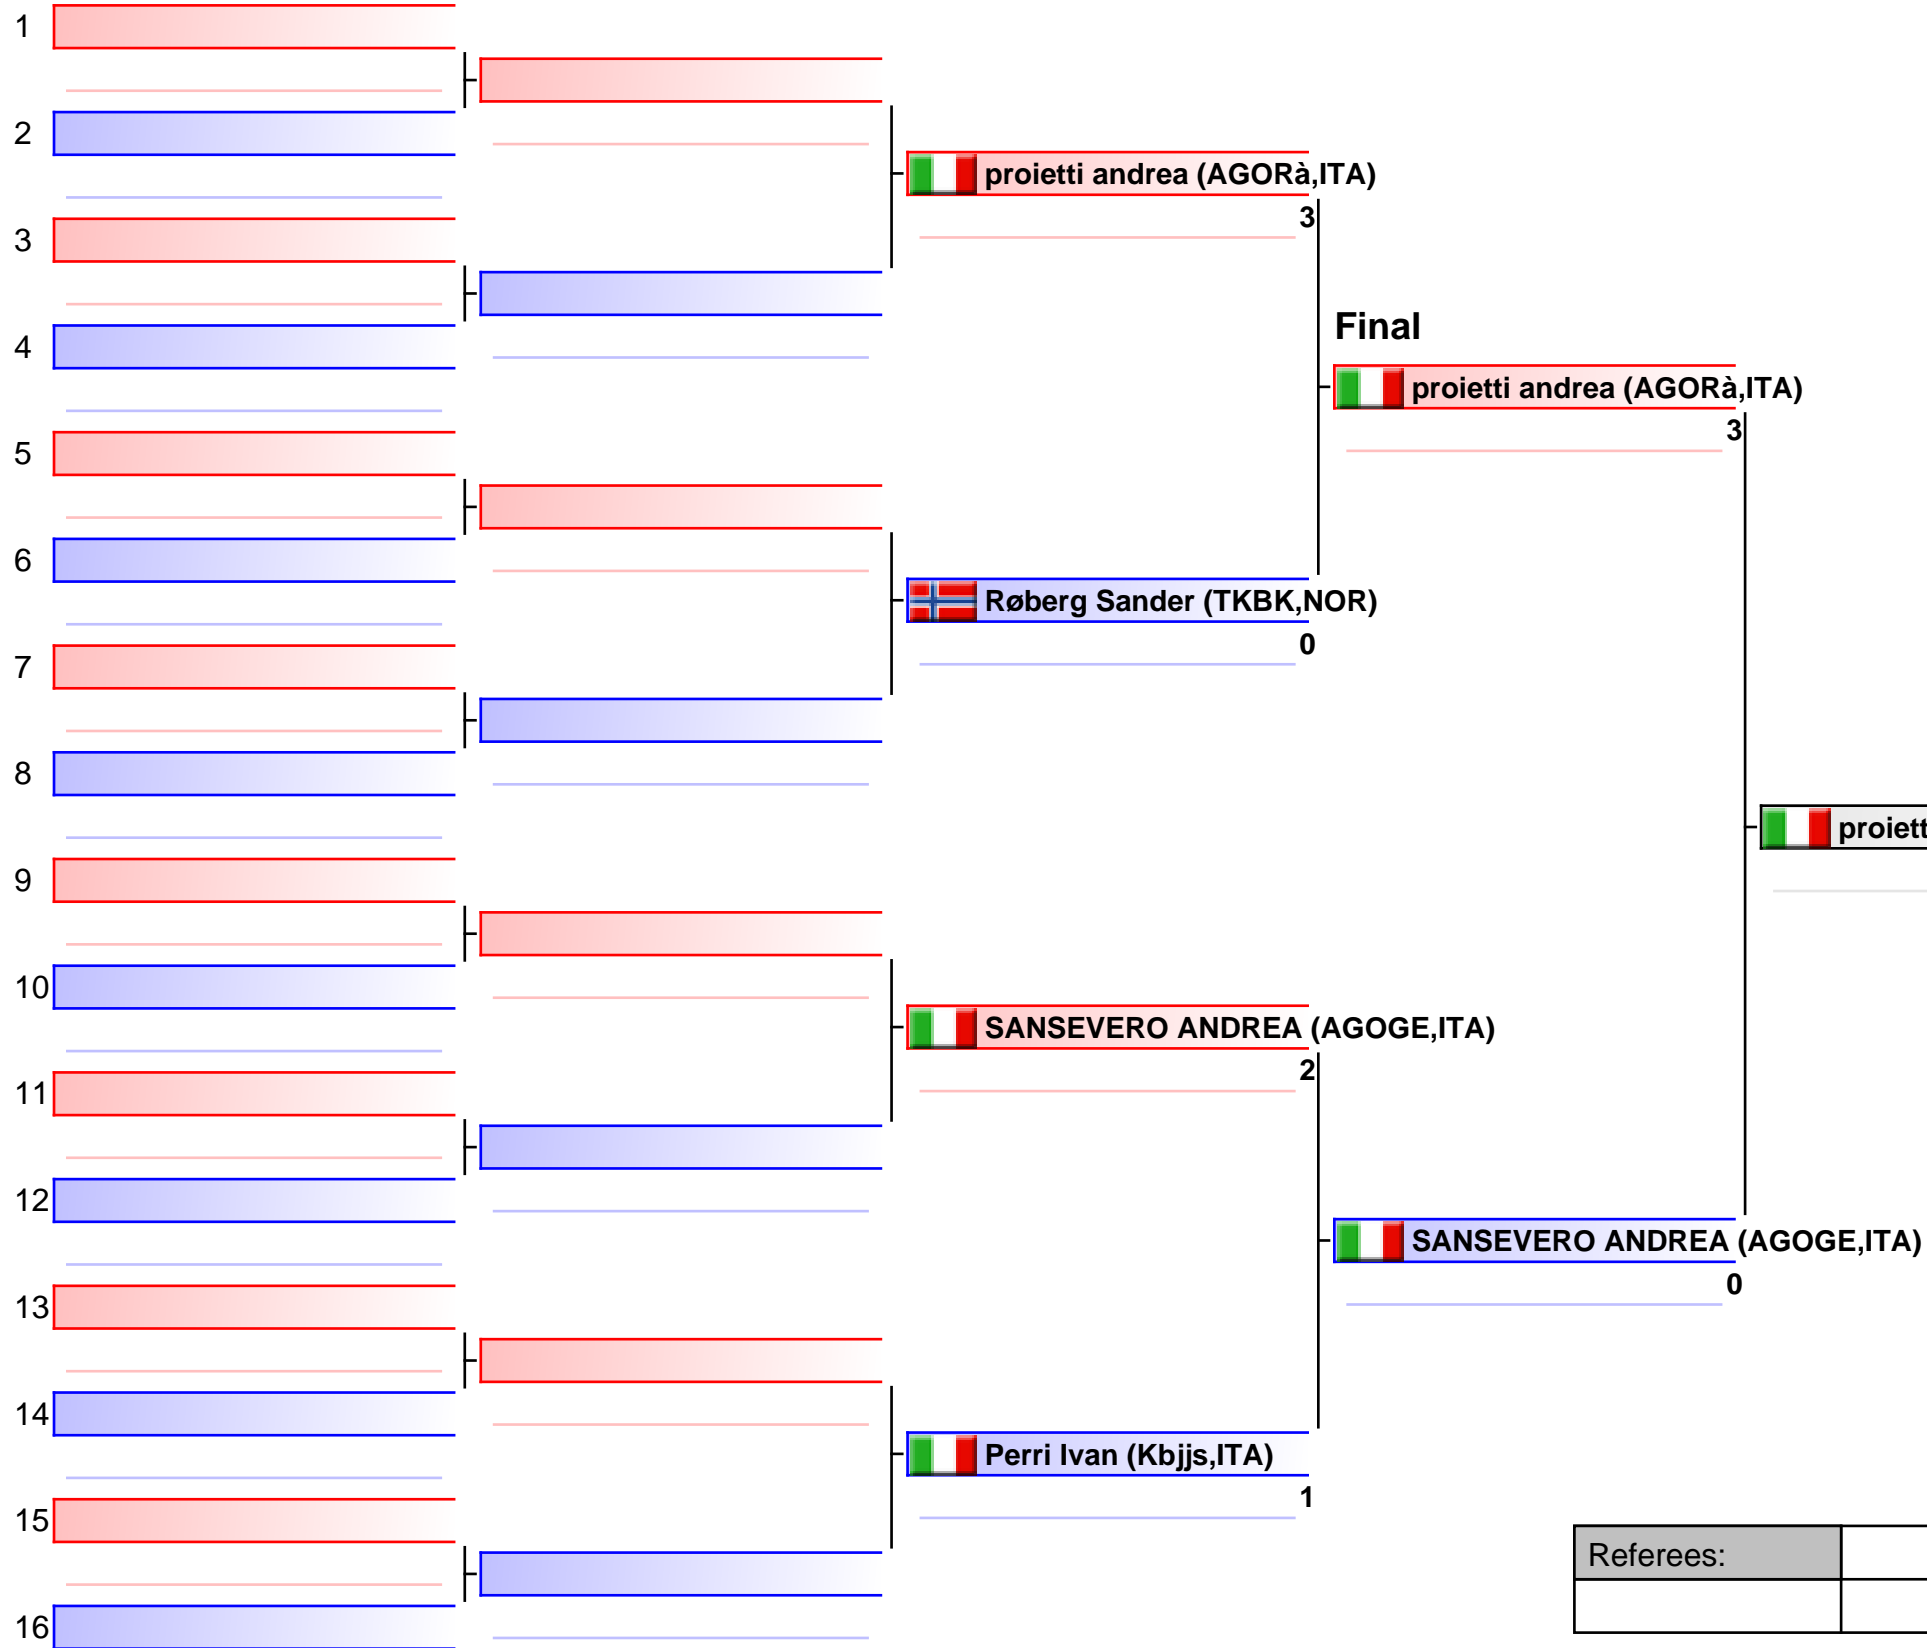 1
2
proietti andrea (AGORà,ITA)
3
3
Final
4
proietti andrea (AGORà,ITA)
3
5
6
Røberg Sander (TKBK,NOR)
0
7
8
proiett
9
10
SANSEVERO ANDREA (AGOGE,ITA)
2
11
12
SANSEVERO ANDREA (AGOGE,ITA)
0
13
14
Perri Ivan (Kbjjs,ITA)
1
15
Referees:
16